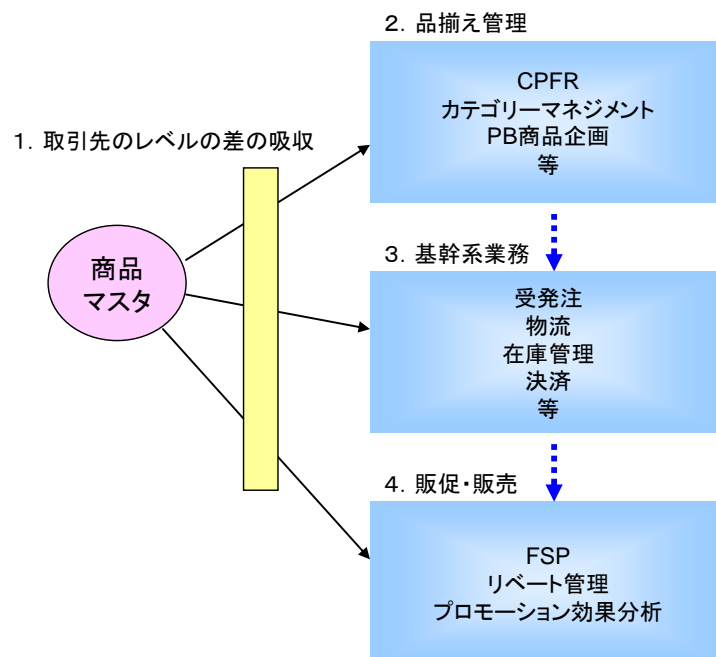 2．品揃え管理
CPFR
カテゴリーマネジメント
PB商品企画
等
1．取引先のレベルの差の吸収
商品
マスタ
3．基幹系業務
受発注
物流
在庫管理
決済
等
4．販促・販売
FSP
リベート管理
プロモーション効果分析